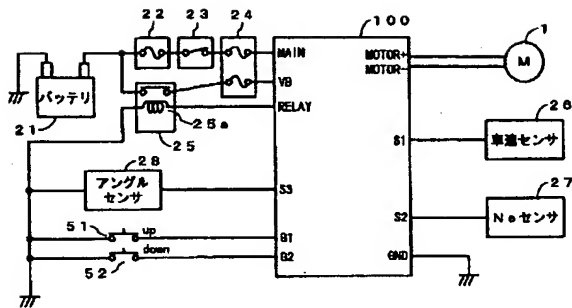 22
23
24
100
1
MAIN
MOTOR+
MOTOR-
M
VB
バッテリ
21
RELAY
25a
25
26
S1
車速センサ
28
アングル
センサ
S3
27
S2
Neセンサ
51
up
G1
down
G2
52
GND